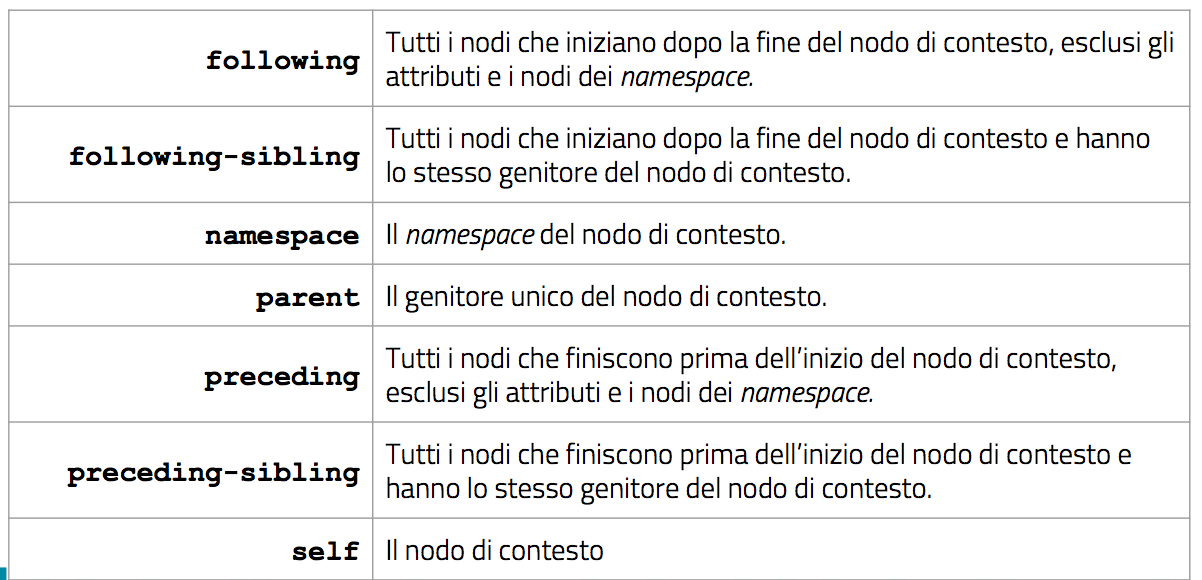 following
Tutti i nodi che iniziano dopo la fine del nodo di contesto, esclusi gli
attributi e i nodi dei namespace.
following-sibling
Tutti i nodi che iniziano dopo la fine del nodo di contesto e hanno
lo stesso genitore del nodo di contesto.
namespace
Il namespace del nodo di contesto.
parent
Il genitore unico del nodo di contesto.
preceding
Tutti i nodi che finiscono prima dell’inizio del nodo di contesto,
esclusi gli attributi e i nodi dei namespace.
preceding-sibling
Tutti i nodi che finiscono prima dell’inizio del nodo di contesto e
hanno lo stesso genitore del nodo di contesto.
self
Il nodo di contesto